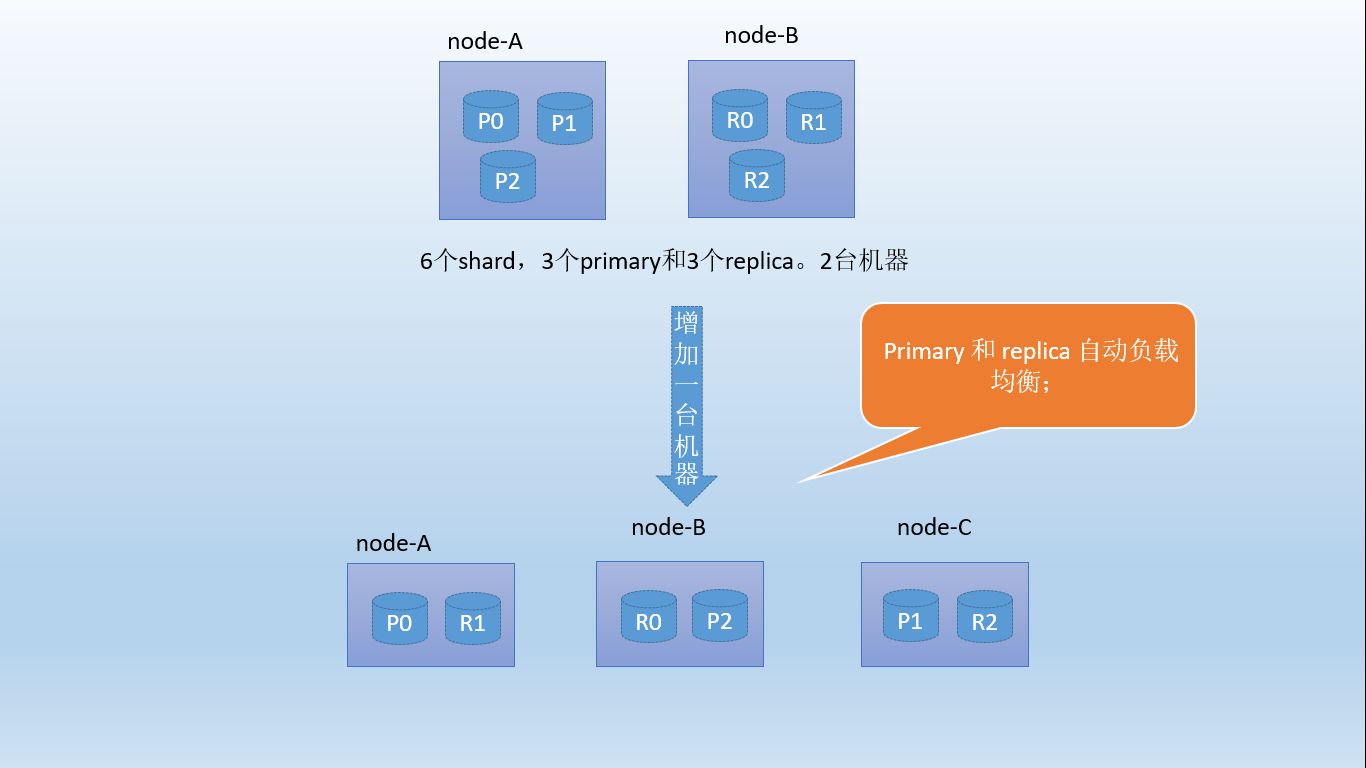 node-A
node-B
P0
P1
P2
R0
R1
R2
6个shard，3个primary和3个replica。2台机器
增
加
一
台
机
器
Primary 和 replica 自动负载
均衡；
node-A
node-B
node-C
P0
R1
R0
P2
P1
R2